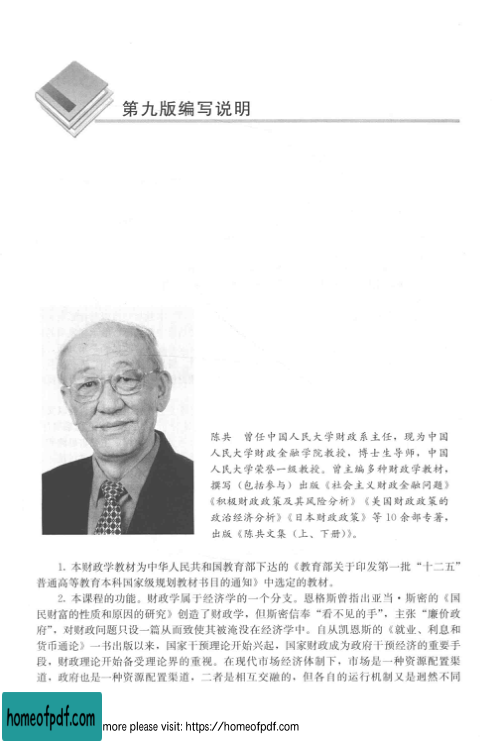 第九版编写说明
陈共 曾任中国人民大学财政系主任，现为中国
人民大学财政金融学院教授，博士生导师，中国
人民大学荣誉一级教授。曾主编多种财政学教材，
撰写（包括参与）出版《社会主义财政金融问题》
《积极财政政策及其风险分析》《美国财政政策的
政治经济分析》《日本财政政策》等 10 余部专著，
出版《陈共文集（上、下册）》。
1. 本财政学教材为中华人民共和国教育部下达的《教育部关于印发第一批“十二五”
普通高等教育本科国家级规划教材书目的通知》中选定的教材。
2. 本课程的功能。财政学属于经济学的一个分支。恩格斯曾指出亚当·斯密的《国
民财富的性质和原因的研究》创造了财政学，但斯密信奉“看不见的手”，主张“廉价政
府”，对财政问题只设一篇从而致使其被淹没在经济学中。自从凯恩斯的《就业、利息和
货币通论》一书出版以来，国家干预理论开始兴起，国家财政成为政府干预经济的重要手
段，财政理论开始备受理论界的重视。在现代市场经济体制下，市场是一种资源配置渠
道，政府也是一种资源配置渠道，二者是相互交融的，但各自的运行机制又是迥然不同
homeofpdf.com
more please visit: https://homeofpdf.com